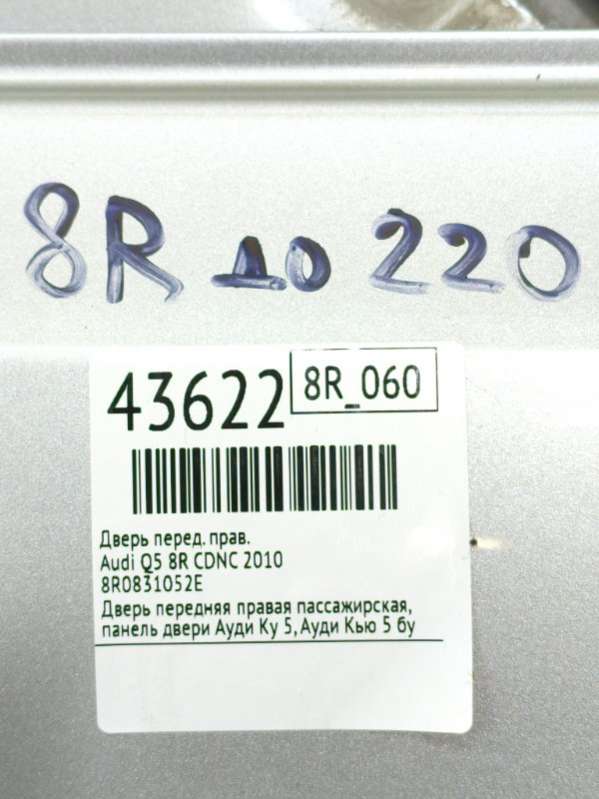 8R до 220
43622
8R_060
Дверь перед. прав.
Audi Q5 8R CDNC 2010
8R0831052E
Дверь передняя правая пассажирская,
панель двери Ауди Ку 5, Ауди Кью 5 бу